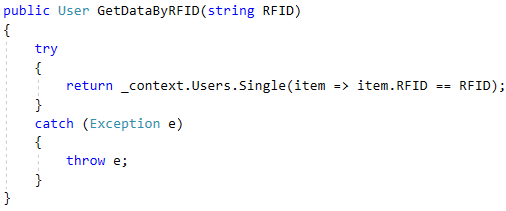 public User GetDataByRFID(string RFID)
{
    try
    {
        return _context.Users.Single(item => item.RFID == RFID);
    }
    catch (Exception e)
    {
        throw e;
    }
}